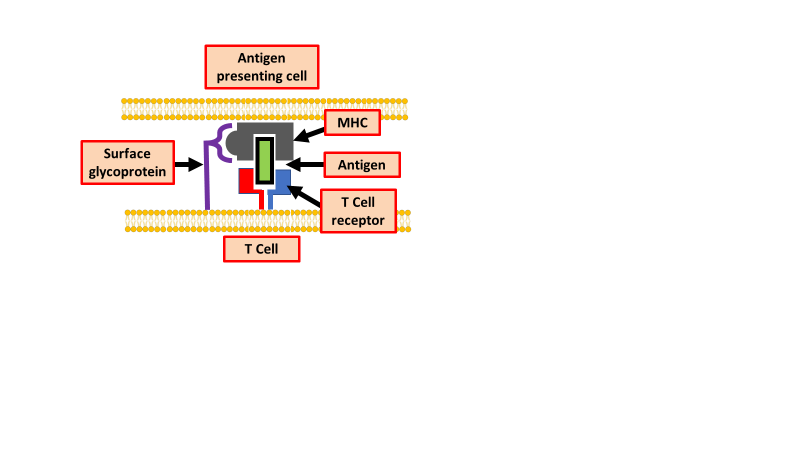 Antigen
presenting cell
MHC
Surface
glycoprotein
Antigen
T Cell
receptor
T Cell